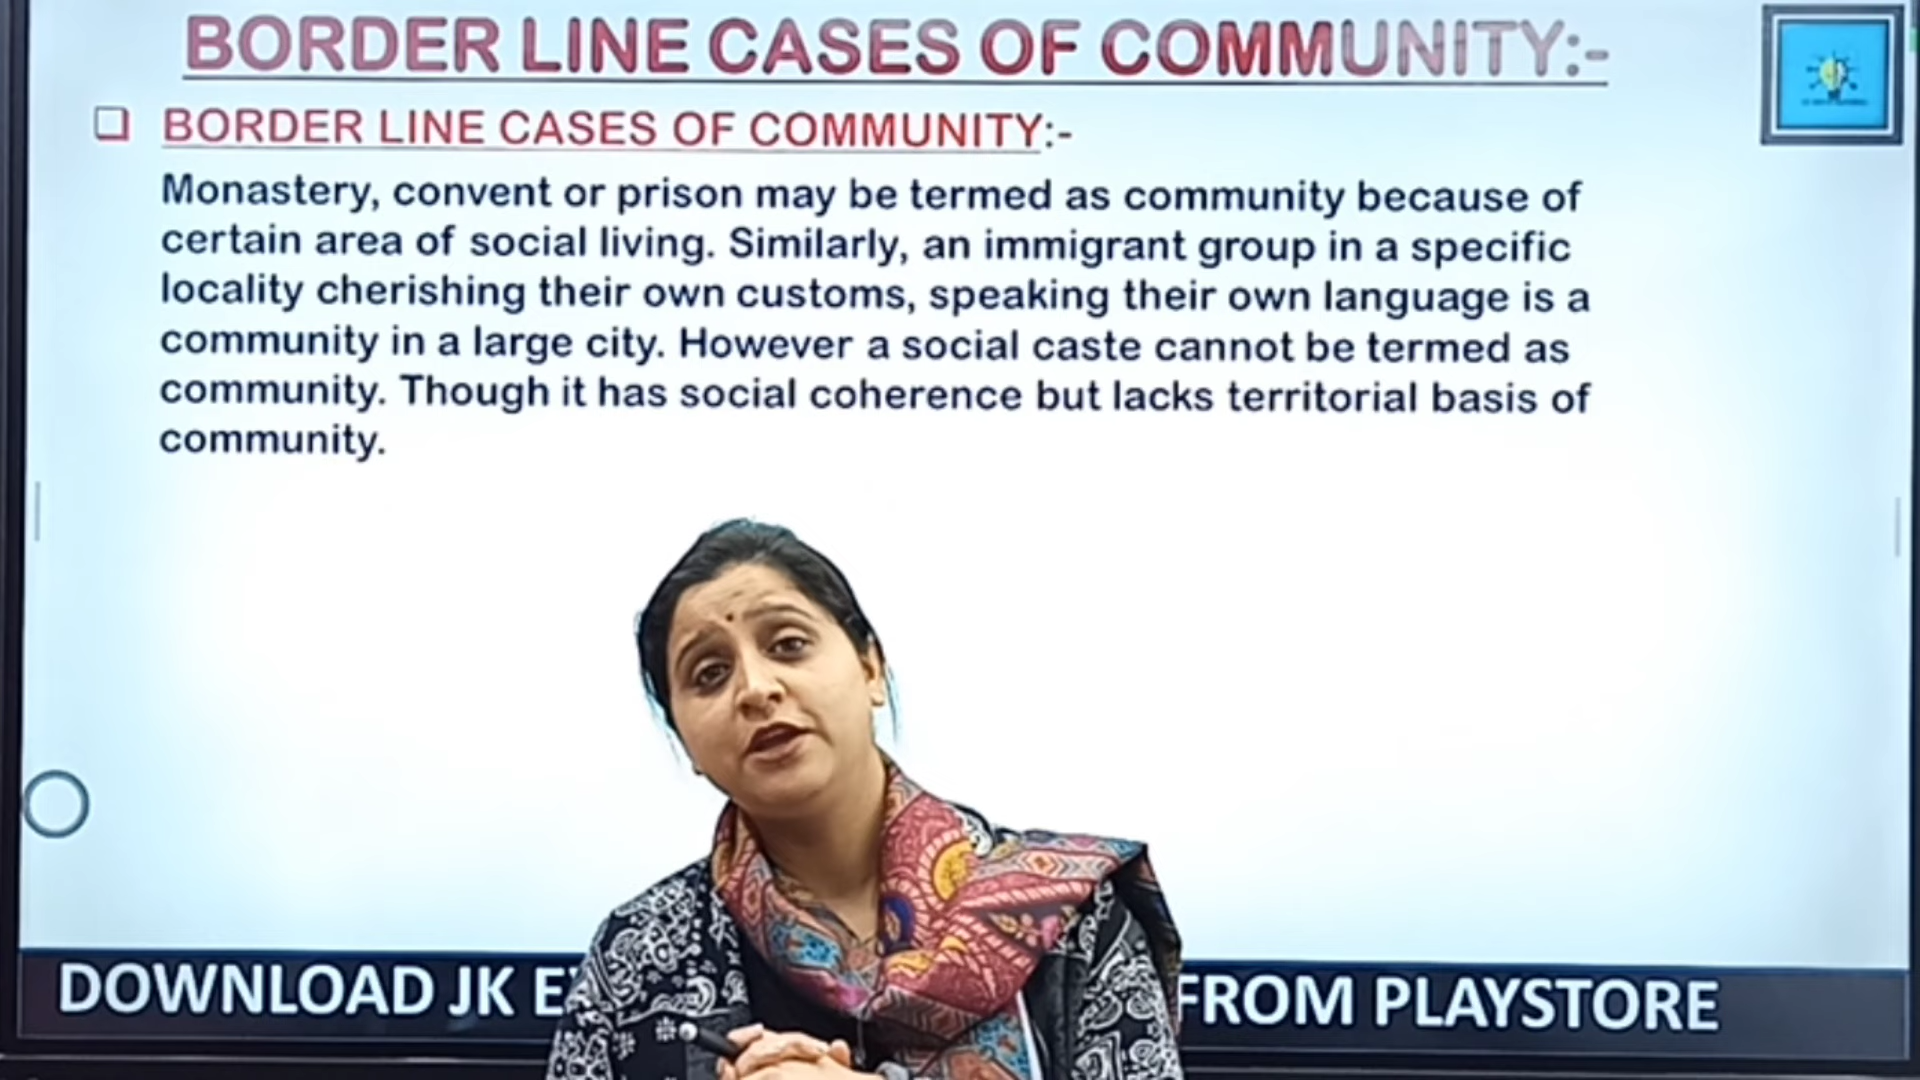 BORDER LINE CASES OF COMMUNITY:-
BORDER LINE CASES OF COMMUNITY:-
Monastery, convent or prison may be termed as community because of
certain area of social living. Similarly, an immigrant group in a specific
locality cherishing their own customs, speaking their own language is a
community in a large city. However a social caste cannot be termed as
community. Though it has social coherence but lacks territorial basis of
community.
DOWNLOAD JK FROM PLAYSTORE